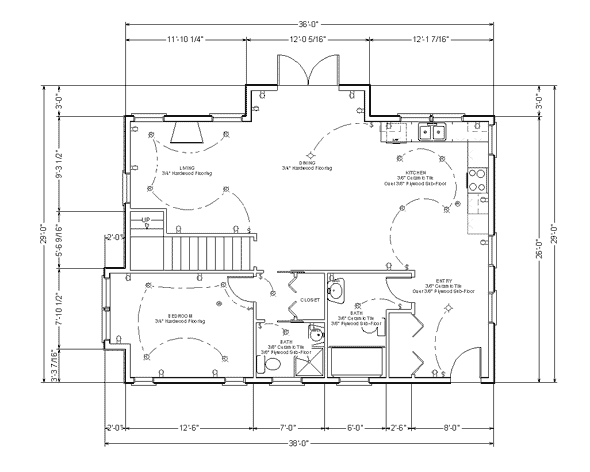 36'-0"
11'-10 1/4"
12'-0 5/16"
12'-1 7/16"
3'-0"
3'-0"
LIVING
3/4" Hardwood Flooring
DINING
3/4" Hardwood Flooring
KITCHEN
3/8" Ceramic Tile
Over 3/8" Plywood Sub-Floor
9'-3 1/2"
29'-0"
UP
2'-0"
5'-6 9/16"
26'-0"
29'-0"
ENTRY
3/8" Ceramic Tile
Over 3/8" Plywood Sub-Floor
CLOSET
BEDROOM
3/4" Hardwood Flooring
BATH
3/8" Ceramic Tile
3/8" Plywood Sub-Floor
BATH
3/8" Ceramic Tile
3/8" Plywood Sub-Floor
7'-10 1/2"
3'-3 7/16"
2'-0"
12'-6"
7'-0"
6'-0"
2'-6"
8'-0"
38'-0"